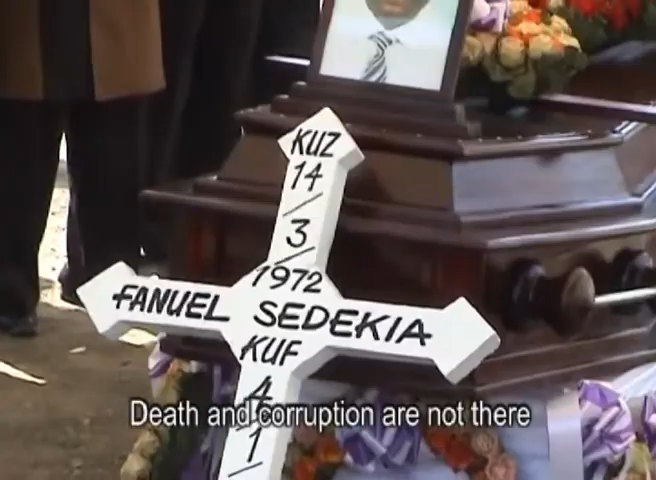 KUZ
14
/
3
/
1972
FANUEL SEDEKIA
KUF
4
/
1
/
Death and corruption are not there